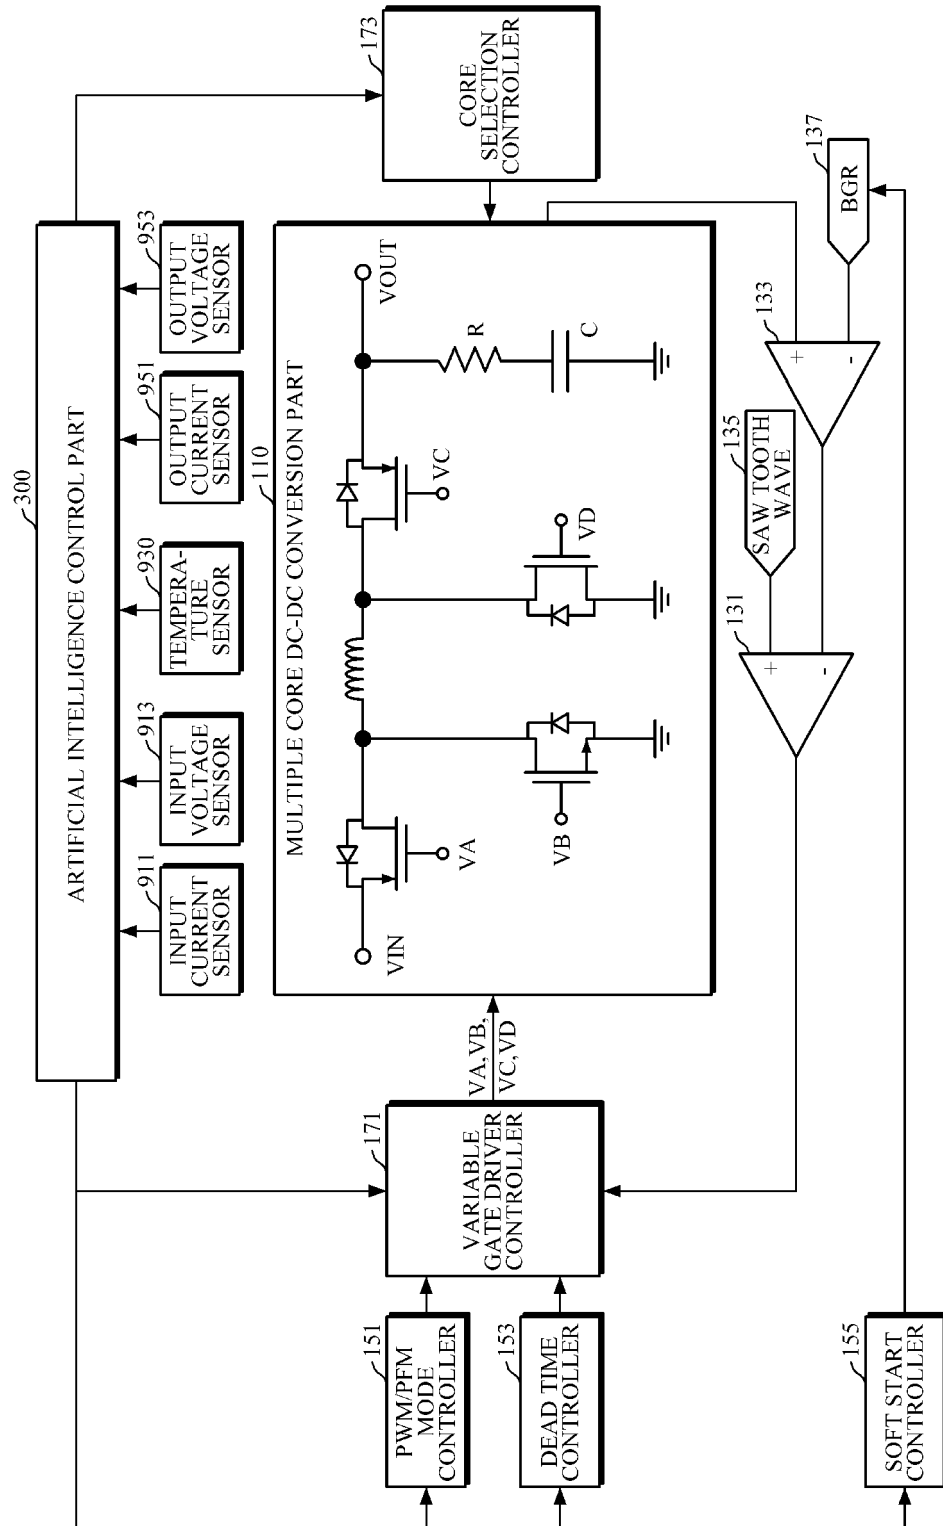 300
ARTIFICIAL INTELLIGENCE CONTROL PART
911
INPUT
CURRENT
SENSOR
913
INPUT
VOLTAGE
SENSOR
930
TEMPERA-
TURE
SENSOR
951
OUTPUT
CURRENT
SENSOR
953
OUTPUT
VOLTAGE
SENSOR
173
CORE
SELECTION
CONTROLLER
110
MULTIPLE CORE DC-DC CONVERSION PART
VIN
VA
VB
VD
VC
VOUT
R
C
VA,VB,
VC,VD
171
VARIABLE
GATE DRIVER
CONTROLLER
151
PWM/PFM
MODE
CONTROLLER
153
DEAD TIME
CONTROLLER
131
+
-
135
SAW TOOTH
WAVE
133
+
-
137
BGR
155
SOFT START
CONTROLLER